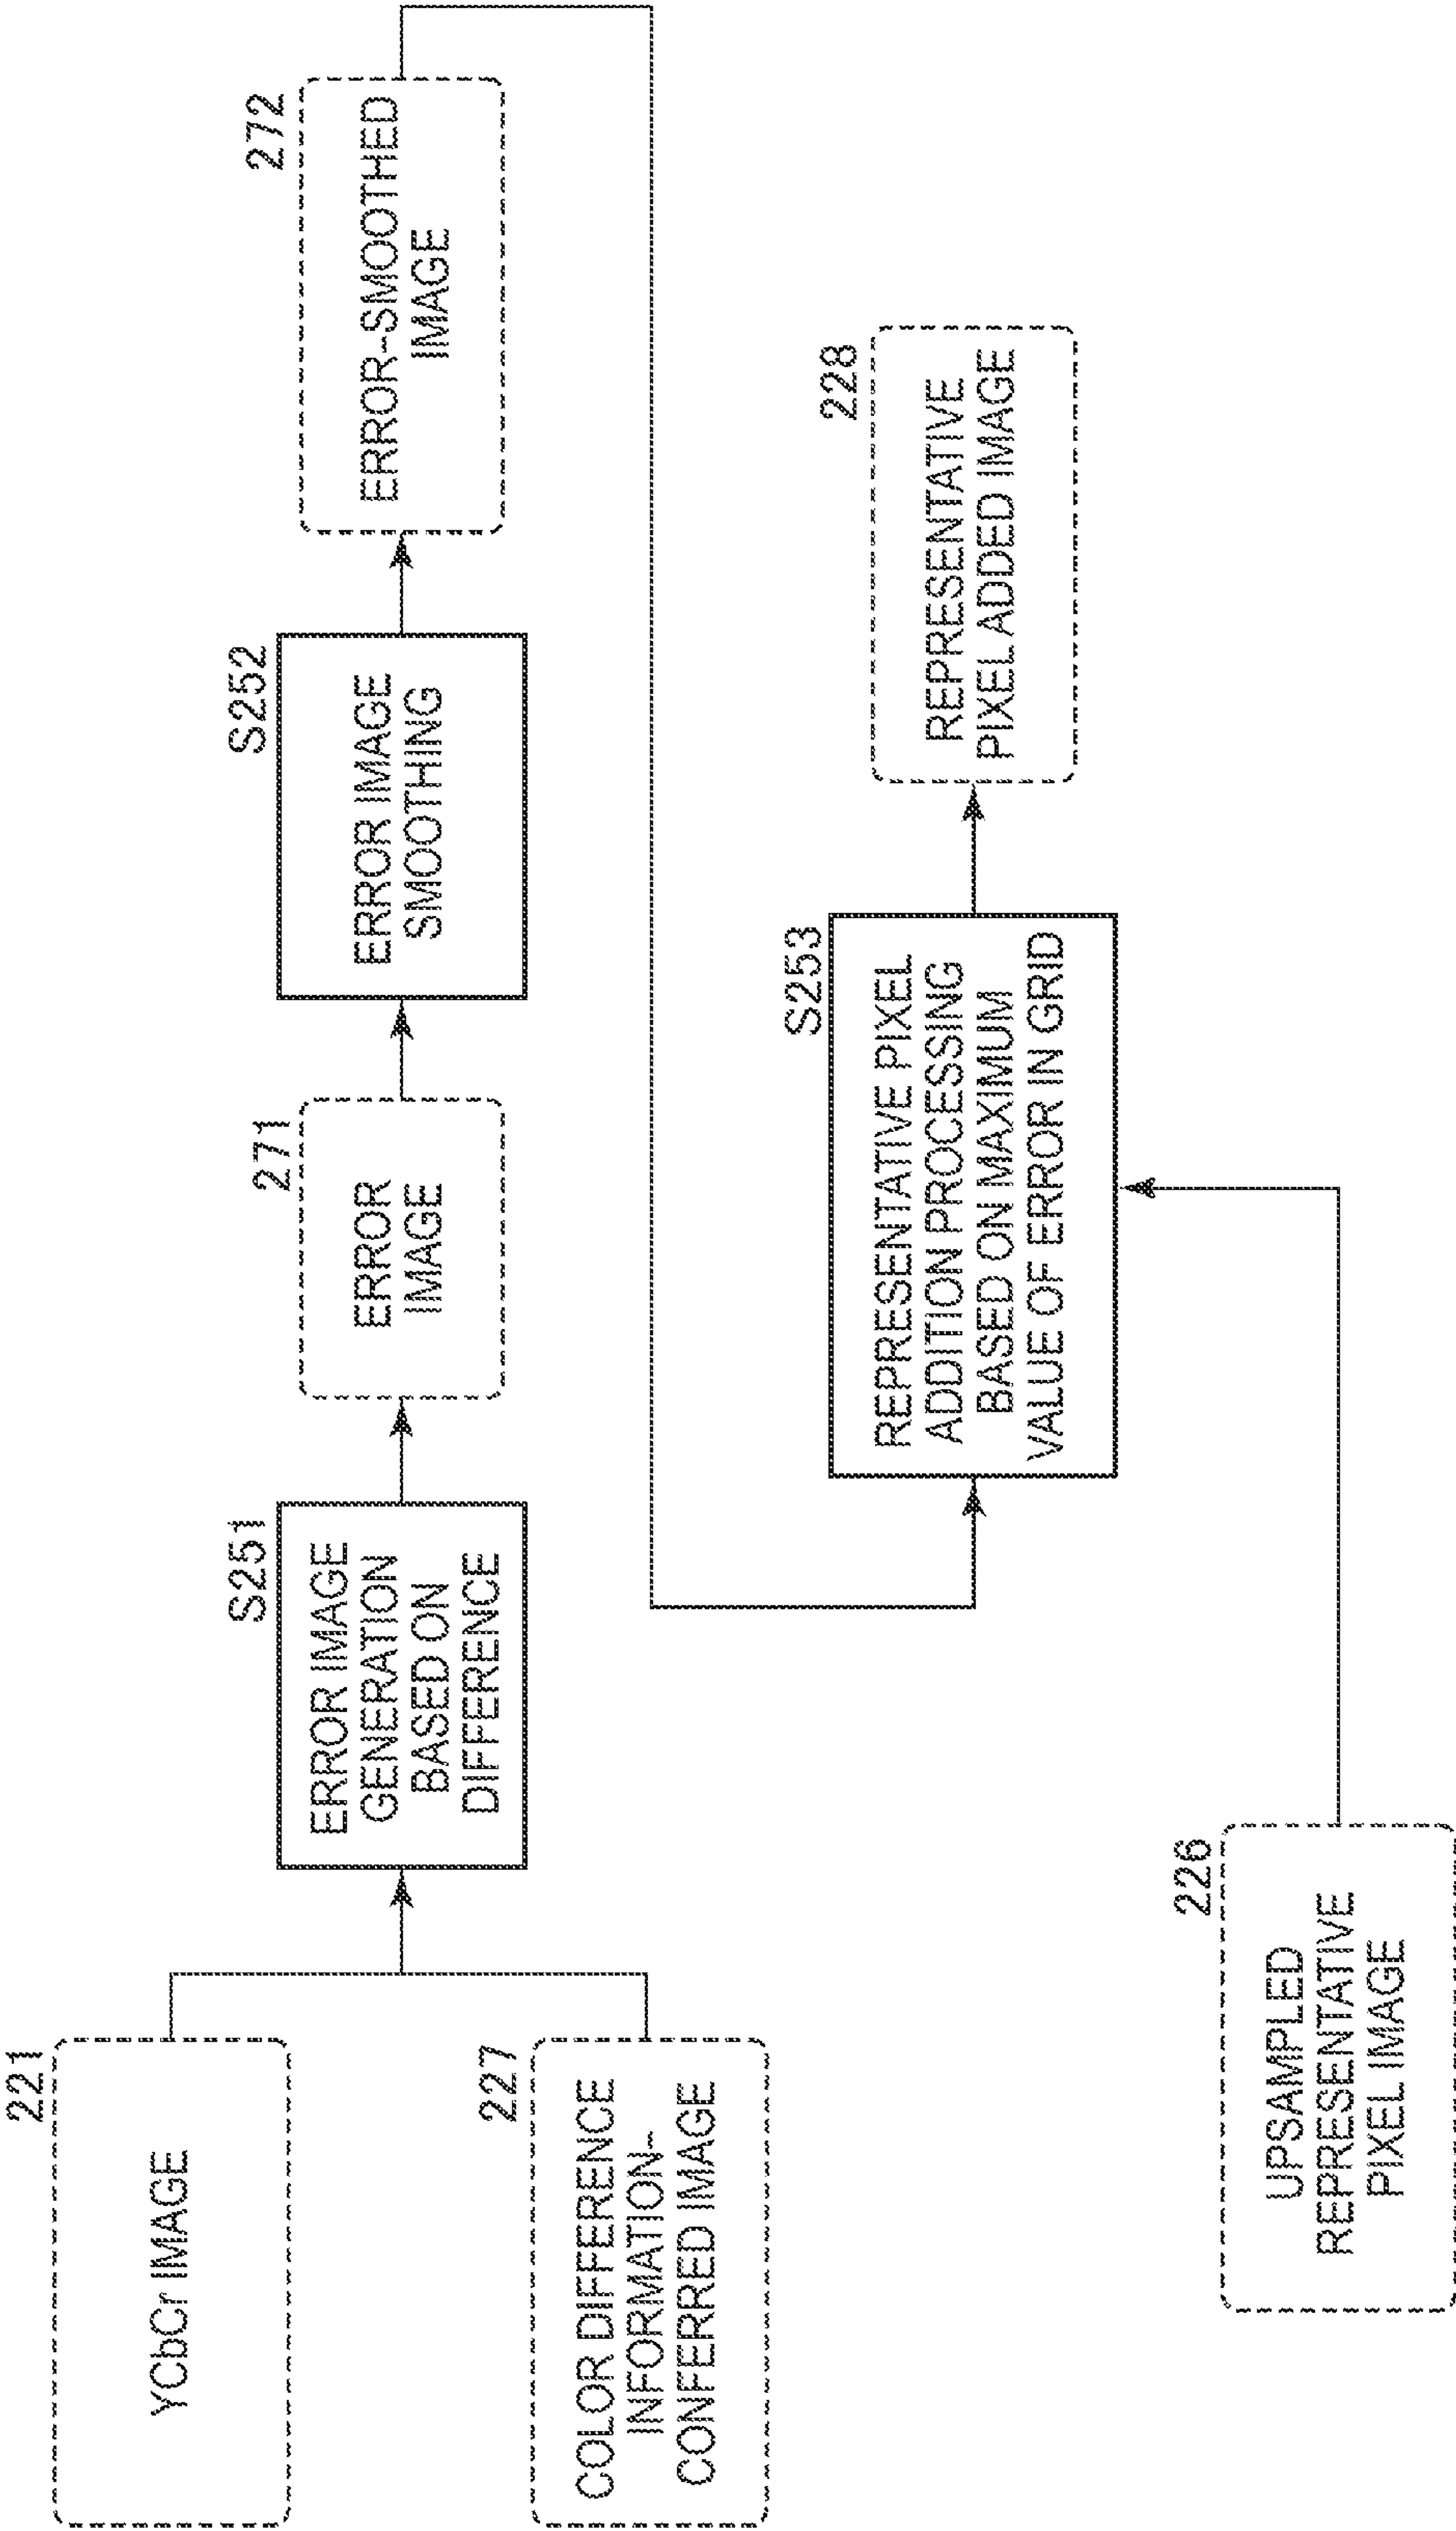 221
YCbCr IMAGE
227
COLOR DIFFERENCE
INFORMATION-
CONFERRED IMAGE
S251
ERROR IMAGE
GENERATION
BASED ON
DIFFERENCE
271
ERROR
IMAGE
S252
ERROR IMAGE
SMOOTHING
272
ERROR-SMOOTHED
IMAGE
226
UPSAMPLED
REPRESENTATIVE
PIXEL IMAGE
S253
REPRESENTATIVE PIXEL
ADDITION PROCESSING
BASED ON MAXIMUM
VALUE OF ERROR IN GRID
228
REPRESENTATIVE
PIXEL ADDED IMAGE